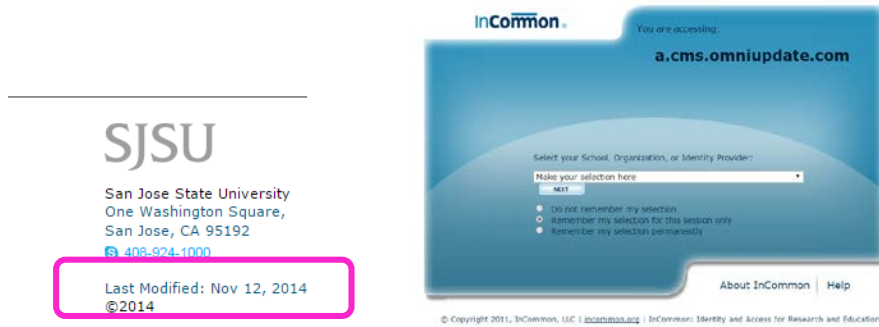 SJSU
San Jose State University
One Washington Square,
San Jose, CA 95192
408-924-1000
Last Modified: Nov 12, 2014
©2014
InCommon®
You are accessing:
a.cms.omniupdate.com
Select your School, Organization, or Identity Provider:
Make your selection here
NEXT
Do not remember my selection
Remember my selection for this session only
Remember my selection permanently
About InCommon | Help
© Copyright 2011, InCommon, LLC | incommon.org | InCommon: Identity and Access for Research and Education